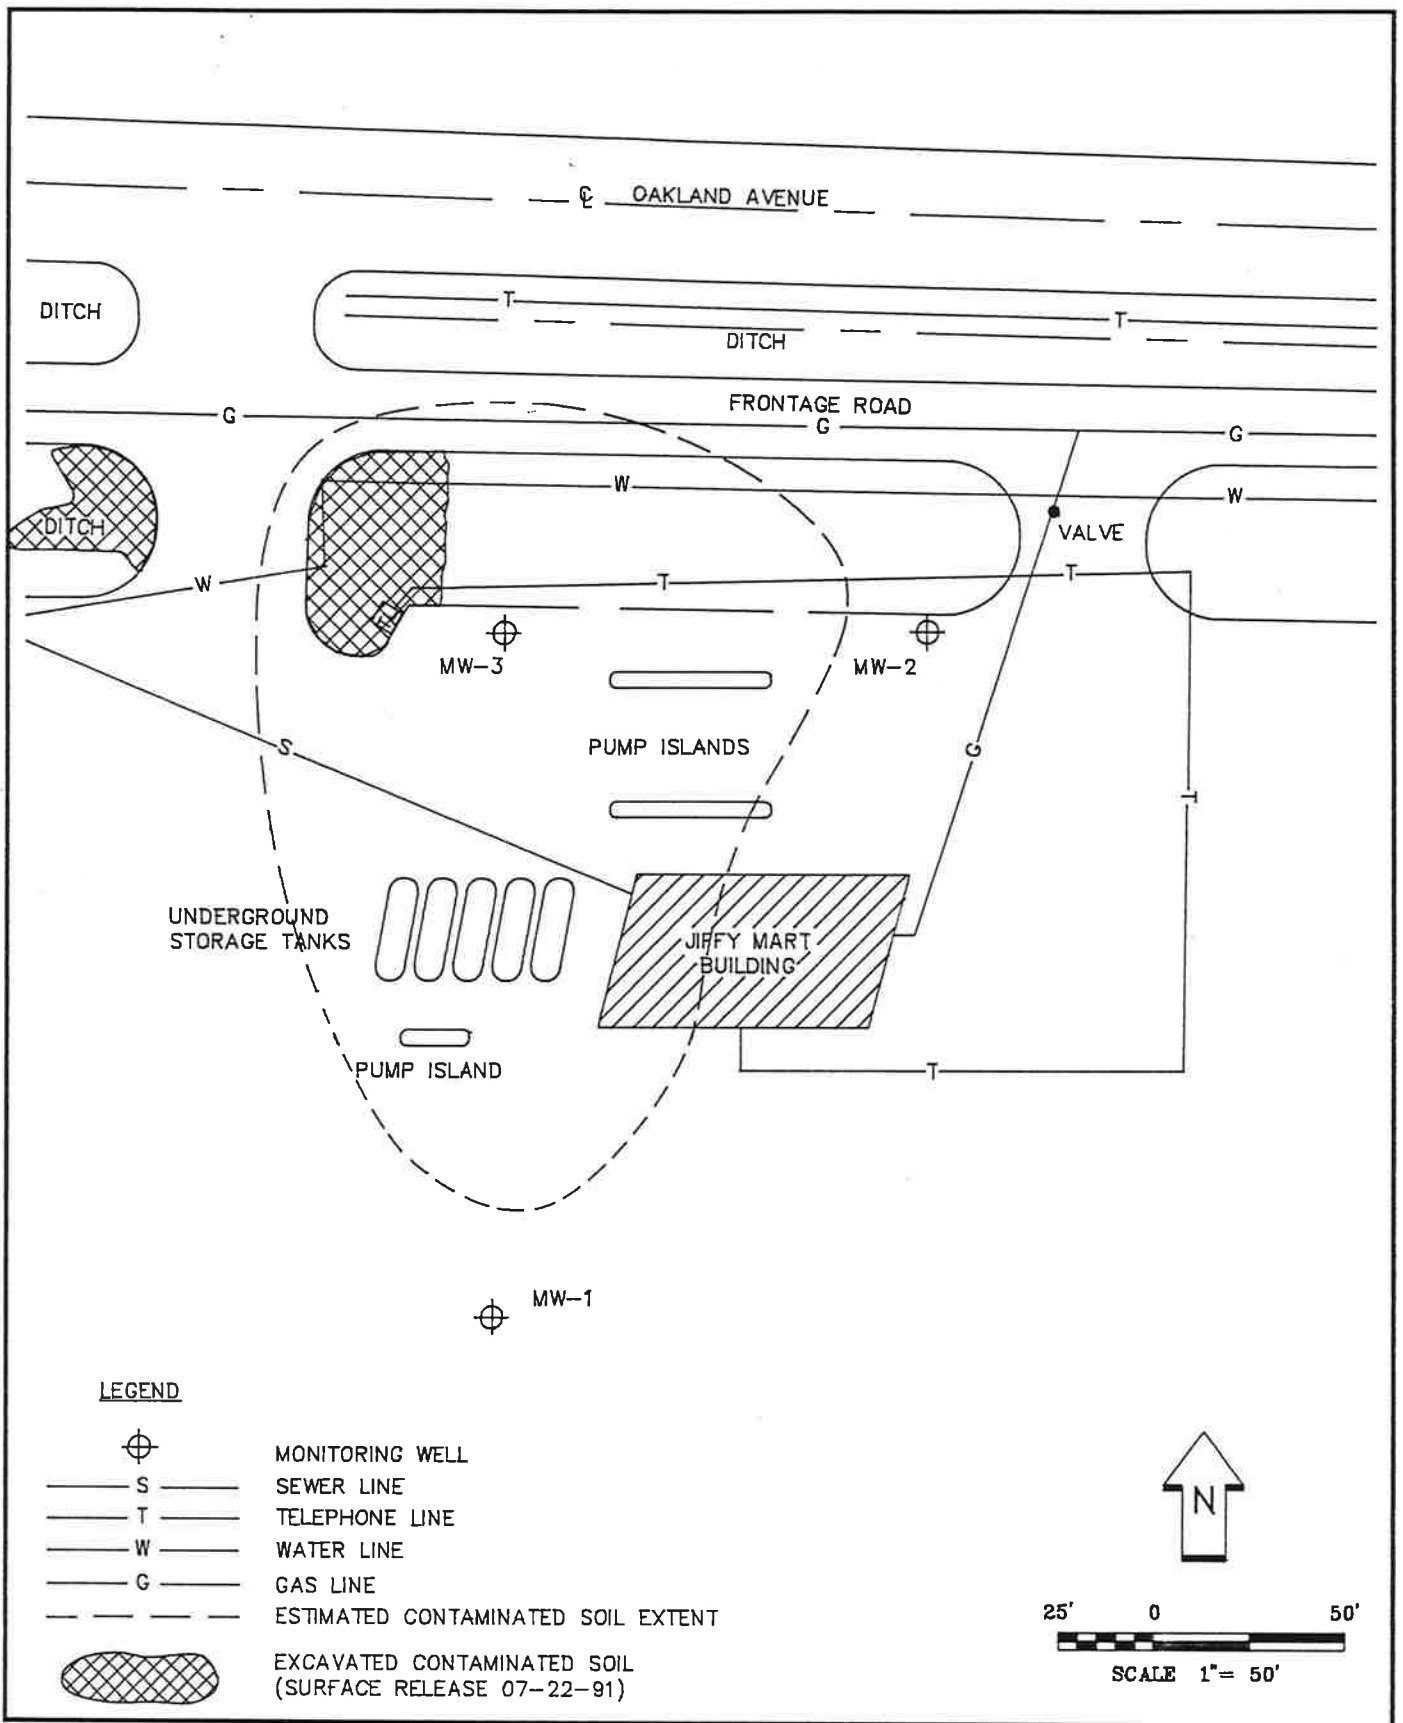 ℄ OAKLAND AVENUE
DITCH
T
T
DITCH
FRONTAGE ROAD
G
G
G
W
W
DITCH
VALVE
W
T
T
MW-3
MW-2
S
PUMP ISLANDS
G
T
UNDERGROUND
STORAGE TANKS
JIFFY MART
BUILDING
PUMP ISLAND
T
MW-1
LEGEND
MONITORING WELL
S SEWER LINE
T TELEPHONE LINE
W WATER LINE
G GAS LINE
ESTIMATED CONTAMINATED SOIL EXTENT
EXCAVATED CONTAMINATED SOIL
(SURFACE RELEASE 07-22-91)
N
25' 0 50'
SCALE 1"= 50'